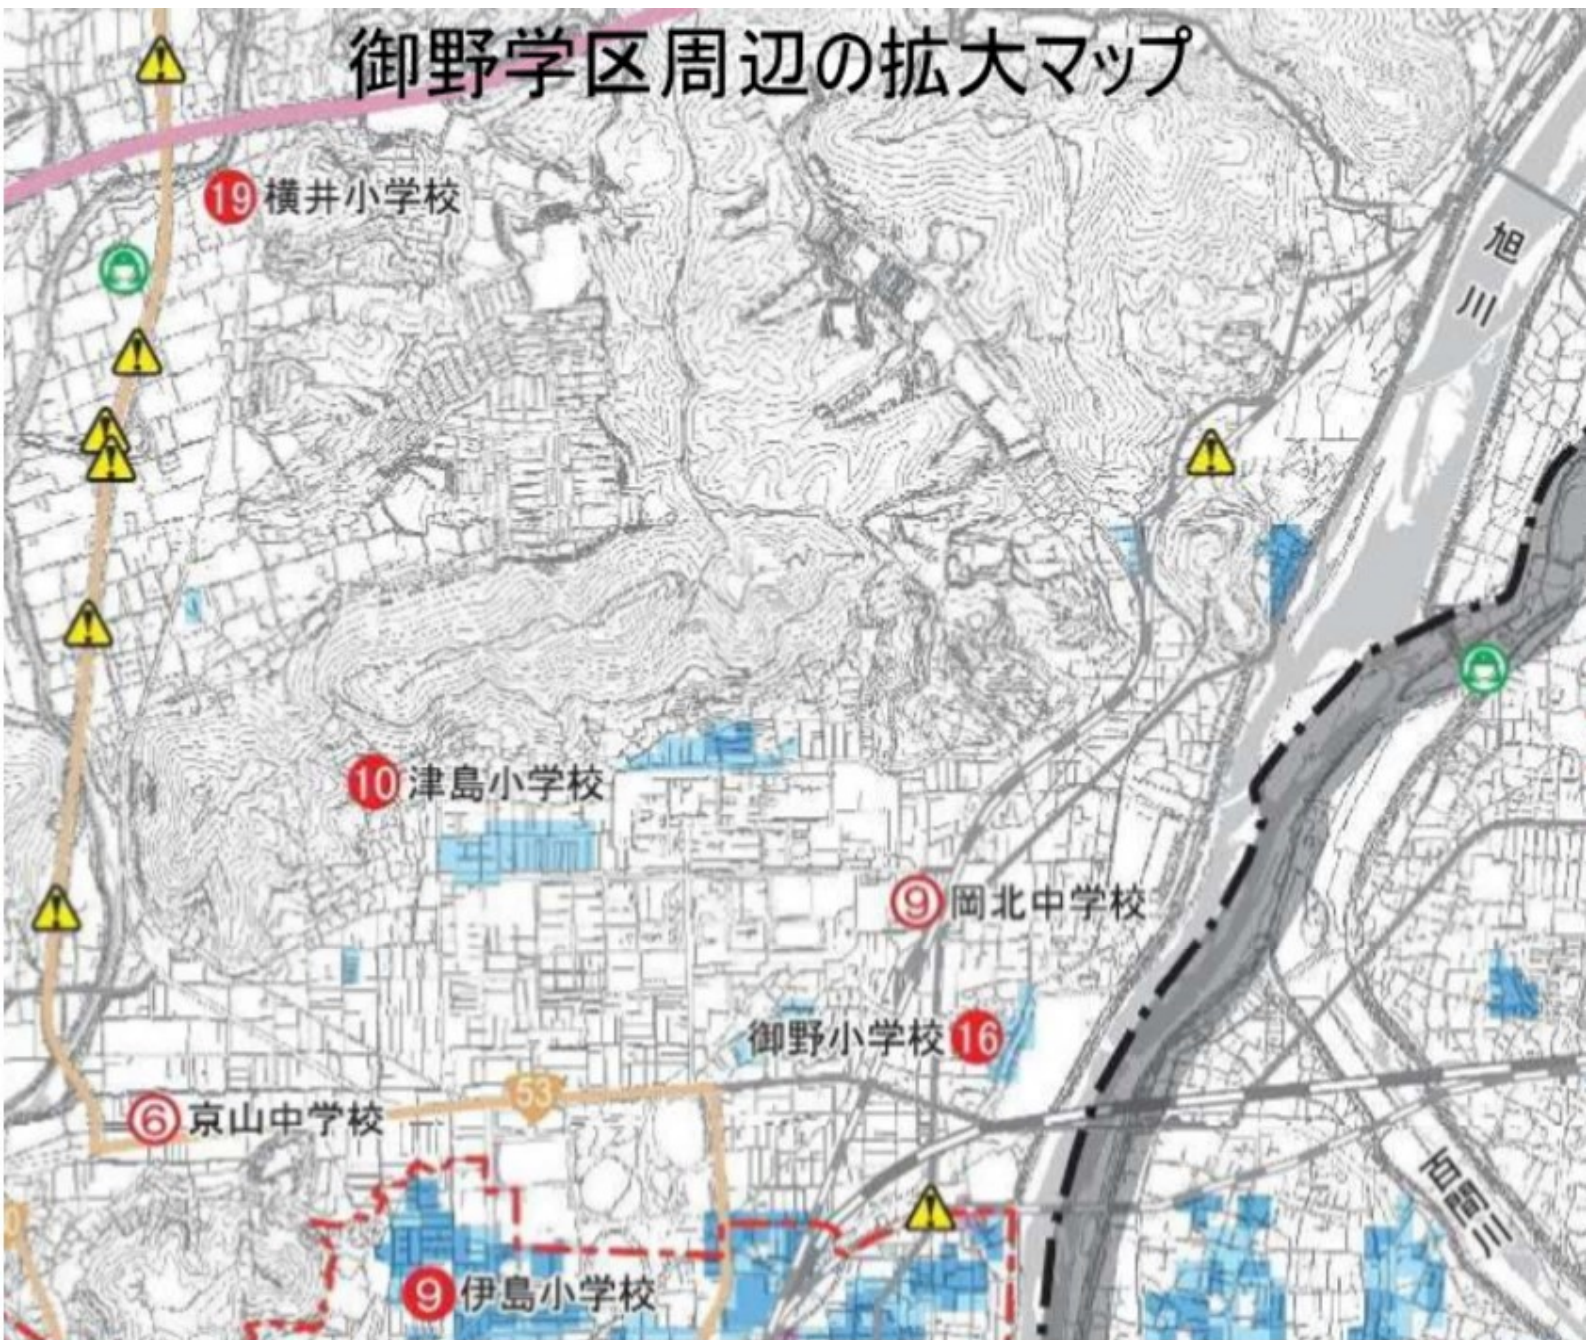 御野学区周辺の拡大マップ
19 横井小学校
旭川
10 津島小学校
9 岡北中学校
御野小学校 16
53
6 京山中学校
百間川
9 伊島小学校